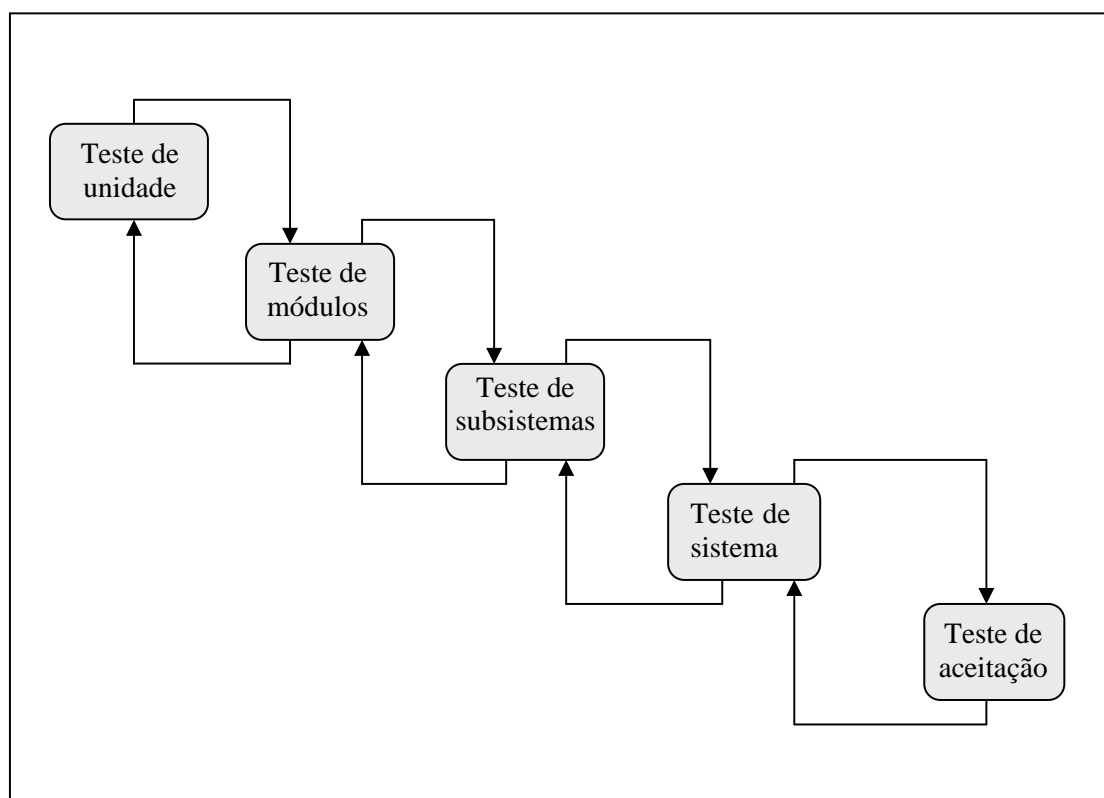 Teste de
unidade
Teste de
módulos
Teste de
subsistemas
Teste de
sistema
Teste de
aceitação